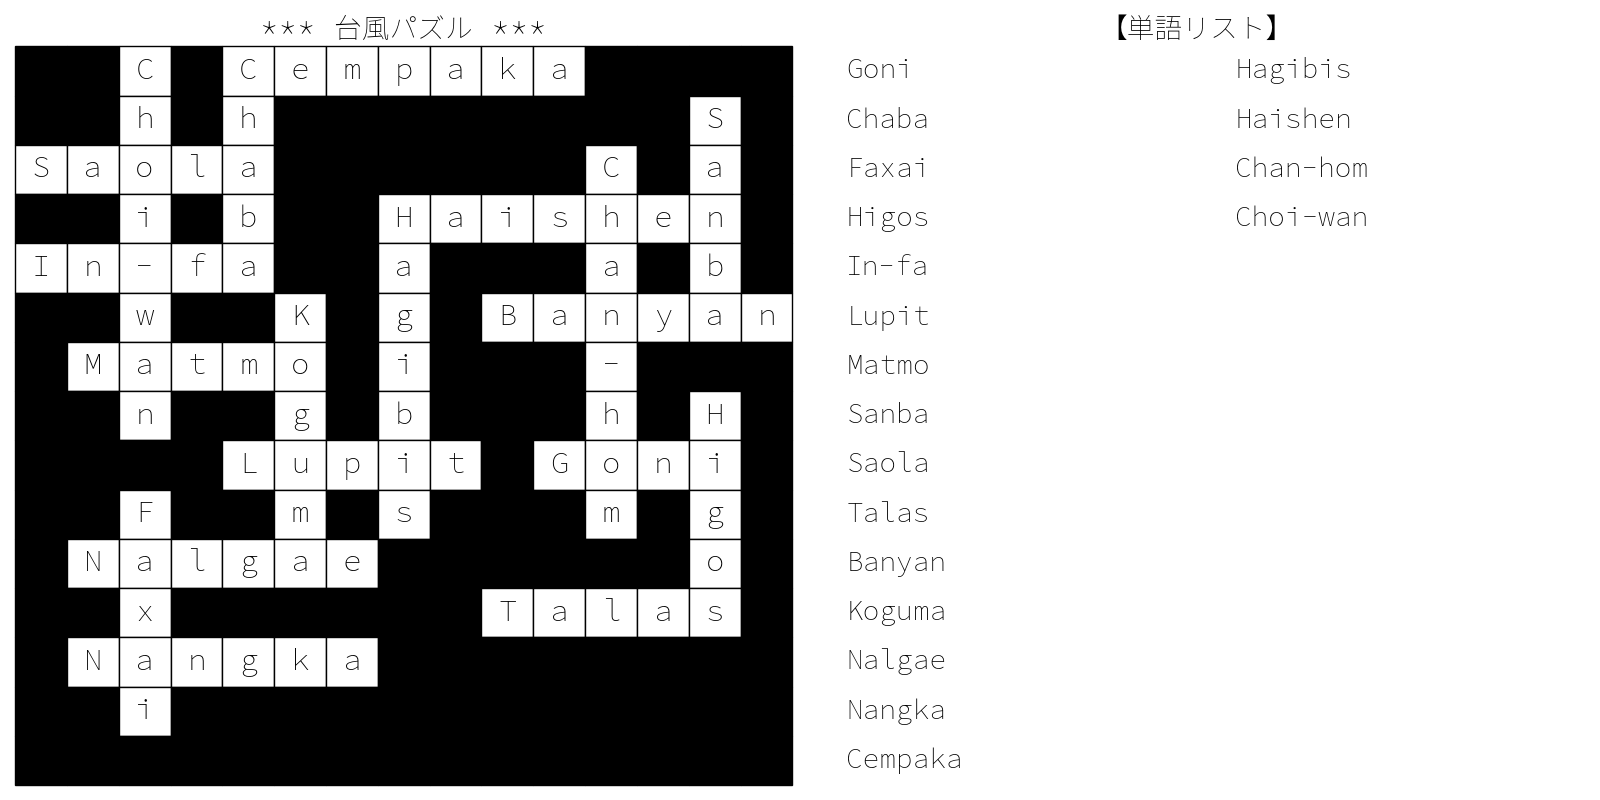 *** 台風パズル ***
C C e m p a k a
h h S
S a o l a C a
i b H a i s h e n
I n - f a a a b
w K g B a n y a n
M a t m o i -
n g b h H
L u p i t G o n i
F m s m g
N a l g a e o
x T a l a s
N a n g k a
i
【単語リスト】
Goni
Chaba
Faxai
Higos
In-fa
Lupit
Matmo
Sanba
Saola
Talas
Banyan
Koguma
Nalgae
Nangka
Cempaka
Hagibis
Haishen
Chan-hom
Choi-wan